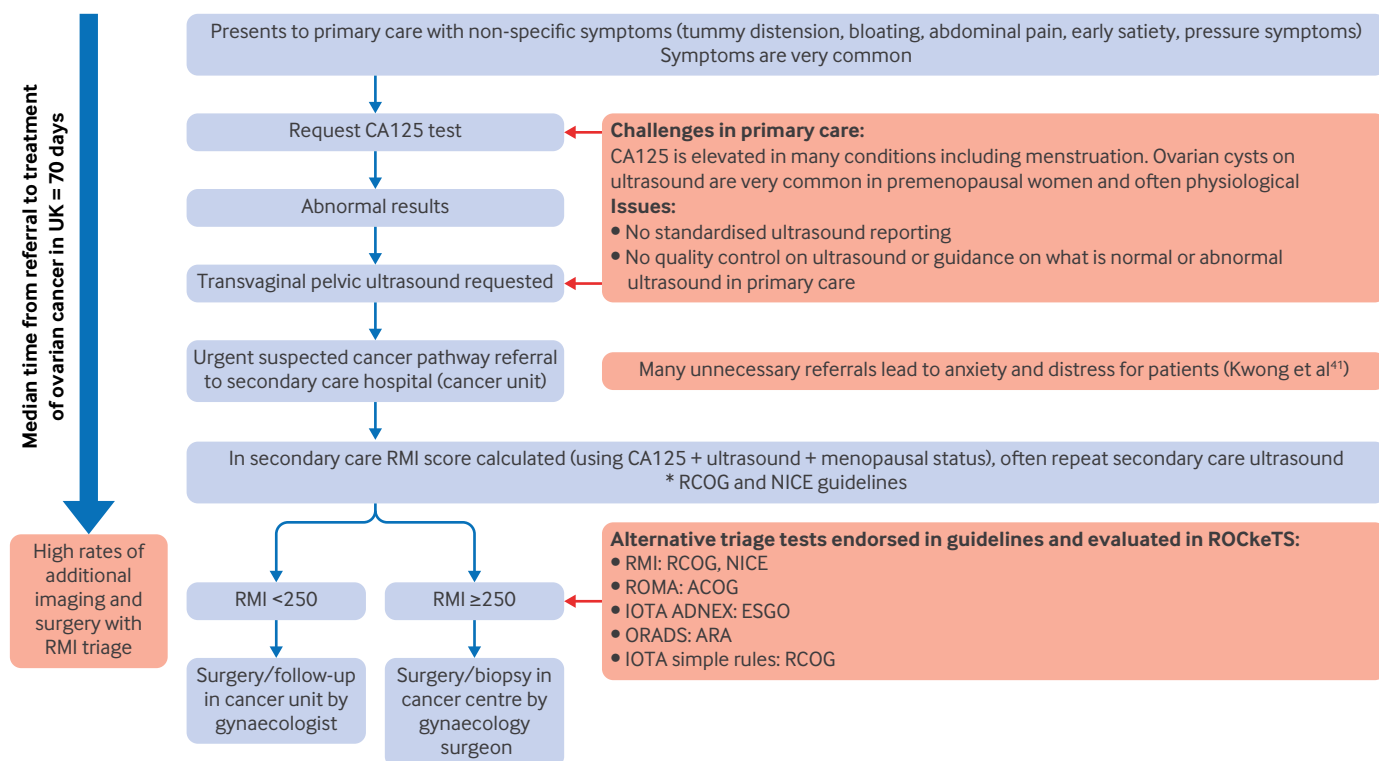 Presents to primary care with non-specific symptoms (tummy distension, bloating, abdominal pain, early satiety, pressure symptoms)
Symptoms are very common
Median time from referral to treatment
of ovarian cancer in UK = 70 days
Request CA125 test
Challenges in primary care:
CA125 is elevated in many conditions including menstruation. Ovarian cysts on
ultrasound are very common in premenopausal women and often physiological
Issues:
• No standardised ultrasound reporting
• No quality control on ultrasound or guidance on what is normal or abnormal
ultrasound in primary care
Abnormal results
Transvaginal pelvic ultrasound requested
Urgent suspected cancer pathway referral
to secondary care hospital (cancer unit)
Many unnecessary referrals lead to anxiety and distress for patients (Kwong et al⁴¹)
In secondary care RMI score calculated (using CA125 + ultrasound + menopausal status), often repeat secondary care ultrasound
* RCOG and NICE guidelines
High rates of
additional
imaging and
surgery with
RMI triage
RMI <250
RMI ≥250
Alternative triage tests endorsed in guidelines and evaluated in ROCkeTS:
• RMI: RCOG, NICE
• ROMA: ACOG
• IOTA ADNEX: ESGO
• ORADS: ARA
• IOTA simple rules: RCOG
Surgery/follow-up
in cancer unit by
gynaecologist
Surgery/biopsy in
cancer centre by
gynaecology
surgeon